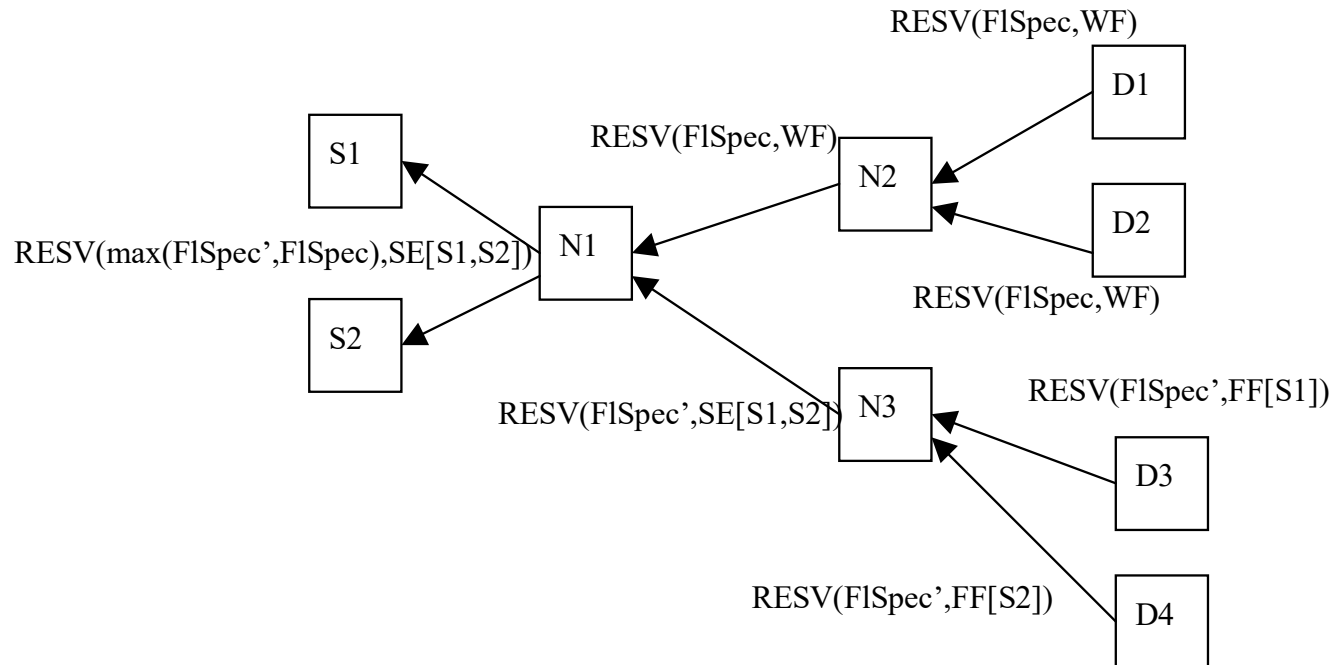 RESV(FlSpec,WF)
D1
S1
RESV(FlSpec,WF)
N2
D2
RESV(max(FlSpec’,FlSpec),SE[S1,S2])
N1
RESV(FlSpec,WF)
S2
RESV(FlSpec’,FF[S1])
RESV(FlSpec’,SE[S1,S2])
N3
D3
RESV(FlSpec’,FF[S2])
D4